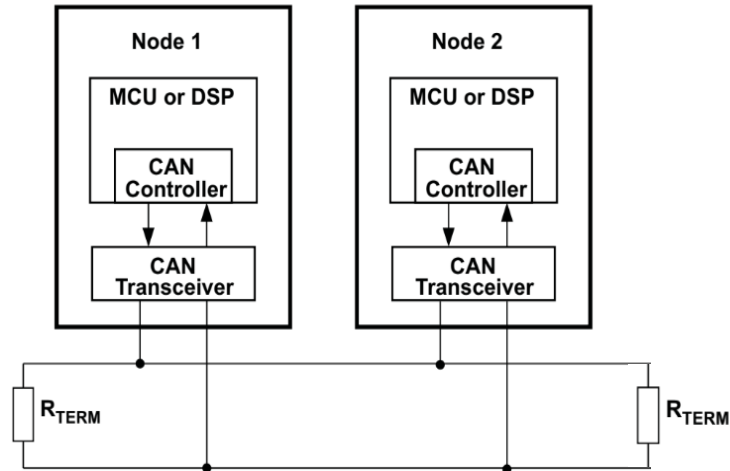 Node 1
MCU or DSP
CAN
Controller
CAN
Transceiver
Node 2
MCU or DSP
CAN
Controller
CAN
Transceiver
RTERM
RTERM